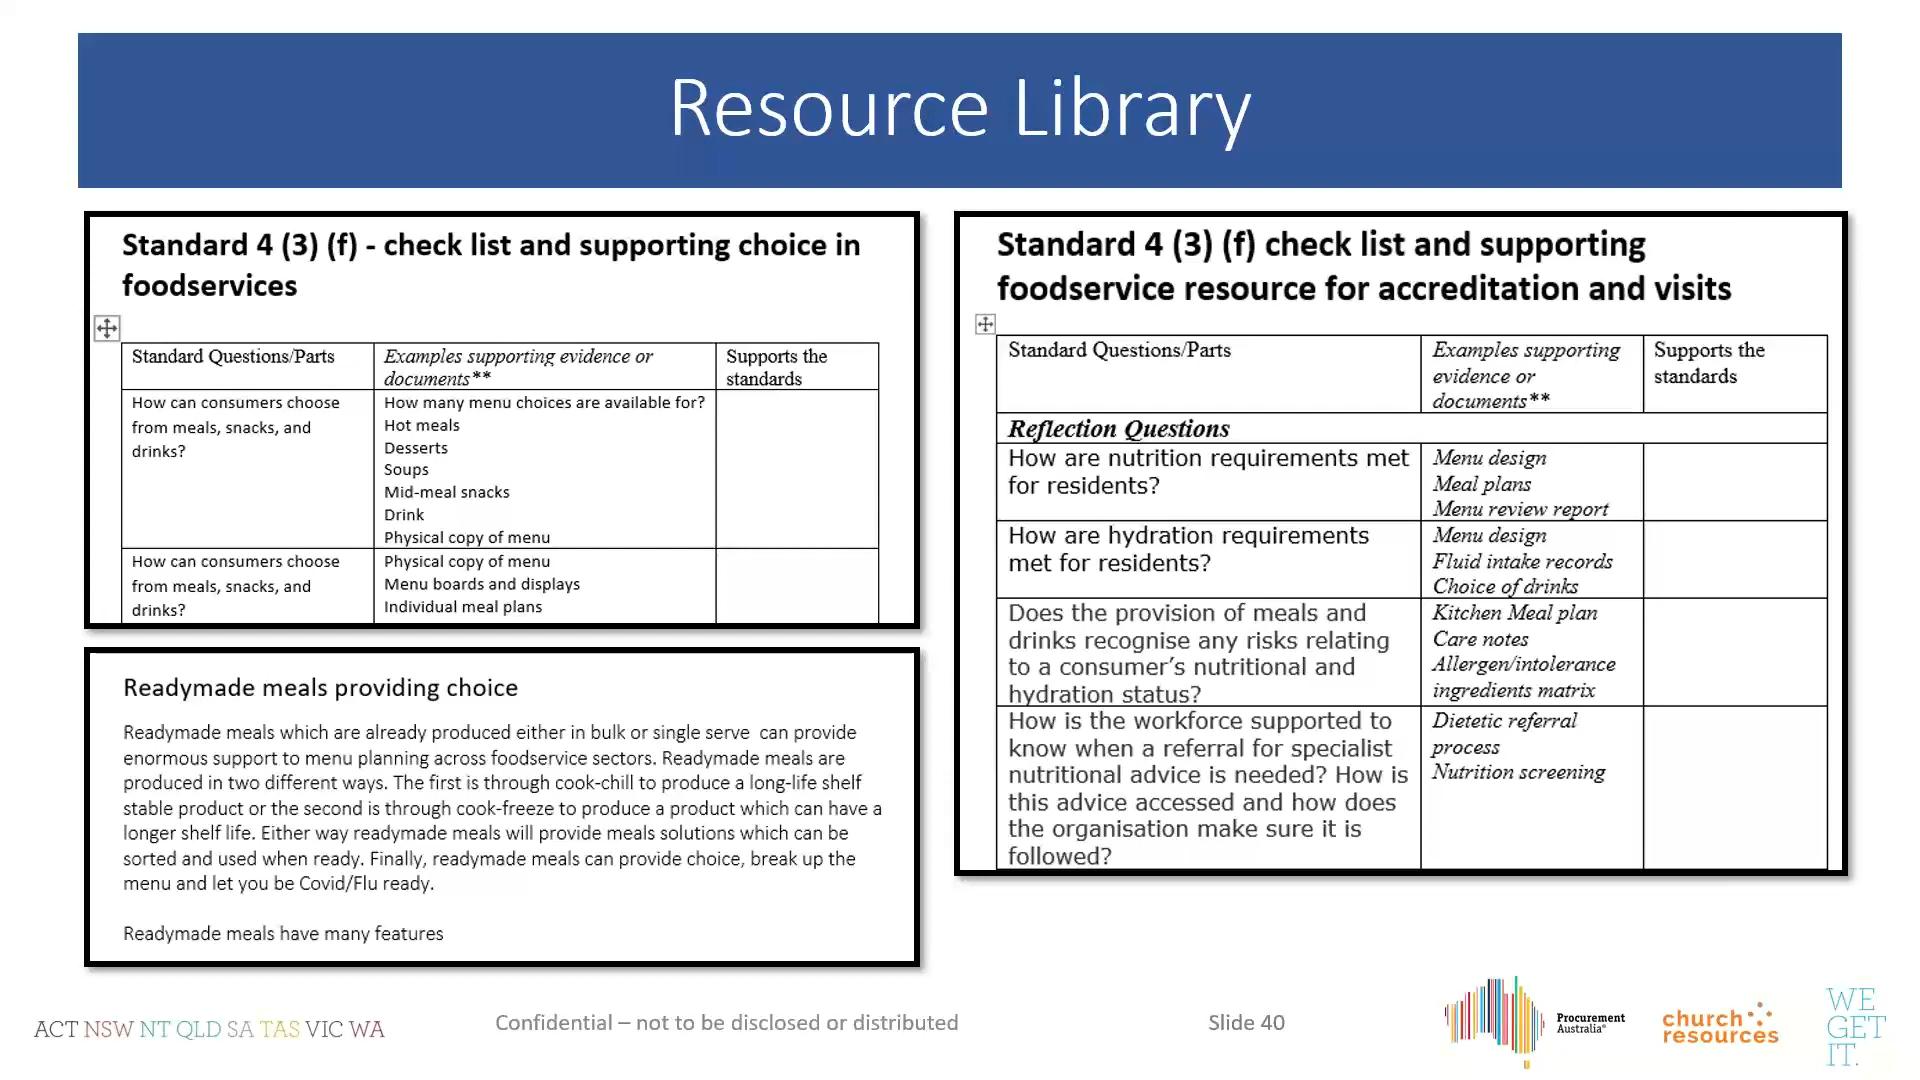 Resource Library
Standard 4 (3) (f) - check list and supporting choice in
foodservices
Standard Questions/Parts
Examples supporting evidence or
documents**
Supports the
standards
How can consumers choose
from meals, snacks, and
drinks?
How many menu choices are available for?
Hot meals
Desserts
Soups
Mid-meal snacks
Drink
Physical copy of menu
How can consumers choose
from meals, snacks, and
drinks?
Physical copy of menu
Menu boards and displays
Individual meal plans
Readymade meals providing choice
Readymade meals which are already produced either in bulk or single serve  can provide
enormous support to menu planning across foodservice sectors. Readymade meals are
produced in two different ways. The first is through cook-chill to produce a long-life shelf
stable product or the second is through cook-freeze to produce a product which can have a
longer shelf life. Either way readymade meals will provide meals solutions which can be
sorted and used when ready. Finally, readymade meals can provide choice, break up the
menu and let you be Covid/Flu ready.
Readymade meals have many features
Standard 4 (3) (f) check list and supporting
foodservice resource for accreditation and visits
Standard Questions/Parts
Examples supporting
evidence or
documents**
Supports the
standards
Reflection Questions
How are nutrition requirements met
for residents?
Menu design
Meal plans
Menu review report
How are hydration requirements
met for residents?
Menu design
Fluid intake records
Choice of drinks
Does the provision of meals and
drinks recognise any risks relating
to a consumer’s nutritional and
hydration status?
Kitchen Meal plan
Care notes
Allergen/intolerance
ingredients matrix
How is the workforce supported to
know when a referral for specialist
nutritional advice is needed? How is
this advice accessed and how does
the organisation make sure it is
followed?
Dietetic referral
process
Nutrition screening
ACT NSW NT QLD SA TAS VIC WA
Confidential – not to be disclosed or distributed
Slide 40
Procurement
Australia®
church
resources
WE
GET
IT.